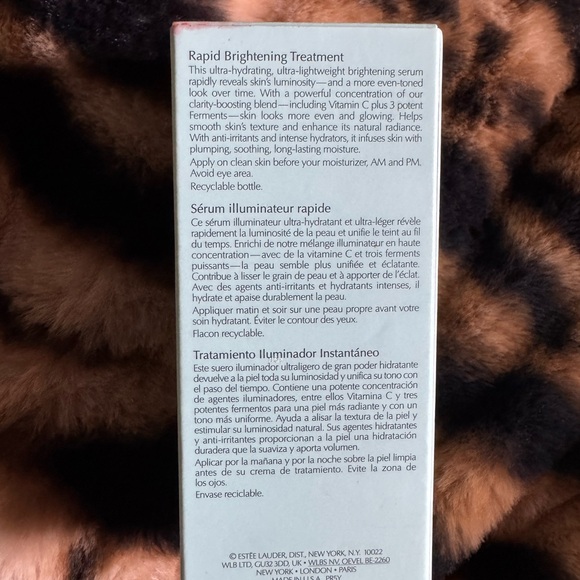 Rapid Brightening Treatment
This ultra-hydrating, ultra-lightweight brightening serum
rapidly reveals skin's luminosity—and a more even-toned
look over time. With a powerful concentration of our
clarity-boosting blend—including Vitamin C plus 3 potent
Ferments—skin looks more even and glowing. Helps
smooth skin's texture and enhance its natural radiance.
With anti-irritants and intense hydrators, it infuses skin with
plumping, soothing, long-lasting moisture.
Apply on clean skin before your moisturizer, AM and PM.
Avoid eye area.
Recyclable bottle.
Sérum illuminateur rapide
Ce sérum illuminateur ultra-hydratant et ultra-léger révèle
rapidement la luminosité de la peau et unifie le teint au fil
du temps. Enrichi de notre mélange illuminateur en haute
concentration—avec de la vitamine C et trois ferments
puissants—la peau semble plus unifiée et éclatante.
Contribue à lisser le grain de peau et à apporter de l'éclat.
Avec des agents anti-irritants et hydratants intenses, il
hydrate et apaise durablement la peau.
Appliquer matin et soir sur une peau propre avant votre
soin hydratant. Éviter le contour des yeux.
Flacon recyclable.
Tratamiento Iluminador Instantáneo
Este suero iluminador ultraligero de gran poder hidratante
devuelve a la piel toda su luminosidad y unifica su tono con
el paso del tiempo. Contiene una potente concentración
de agentes iluminadores, entre ellos Vitamina C y tres
potentes fermentos para una piel más radiante y con un
tono más uniforme. Ayuda a alisar la textura de la piel y
estimular su luminosidad natural. Sus agentes hidratantes
y anti-irritantes proporcionan a la piel una hidratación
duradera que la suaviza y aporta volumen.
Aplicar por la mañana y por la noche sobre la piel limpia
antes de su crema de tratamiento. Evite la zona de
los ojos.
Envase reciclable.
© ESTĒE LAUDER, DIST., NEW YORK, N.Y. 10022
WLB LTD, GU32 3DD, UK • WLBS NV, OEVEL BE-2260
NEW YORK • LONDON • PARIS
MADE IN U.S.A. PRSY